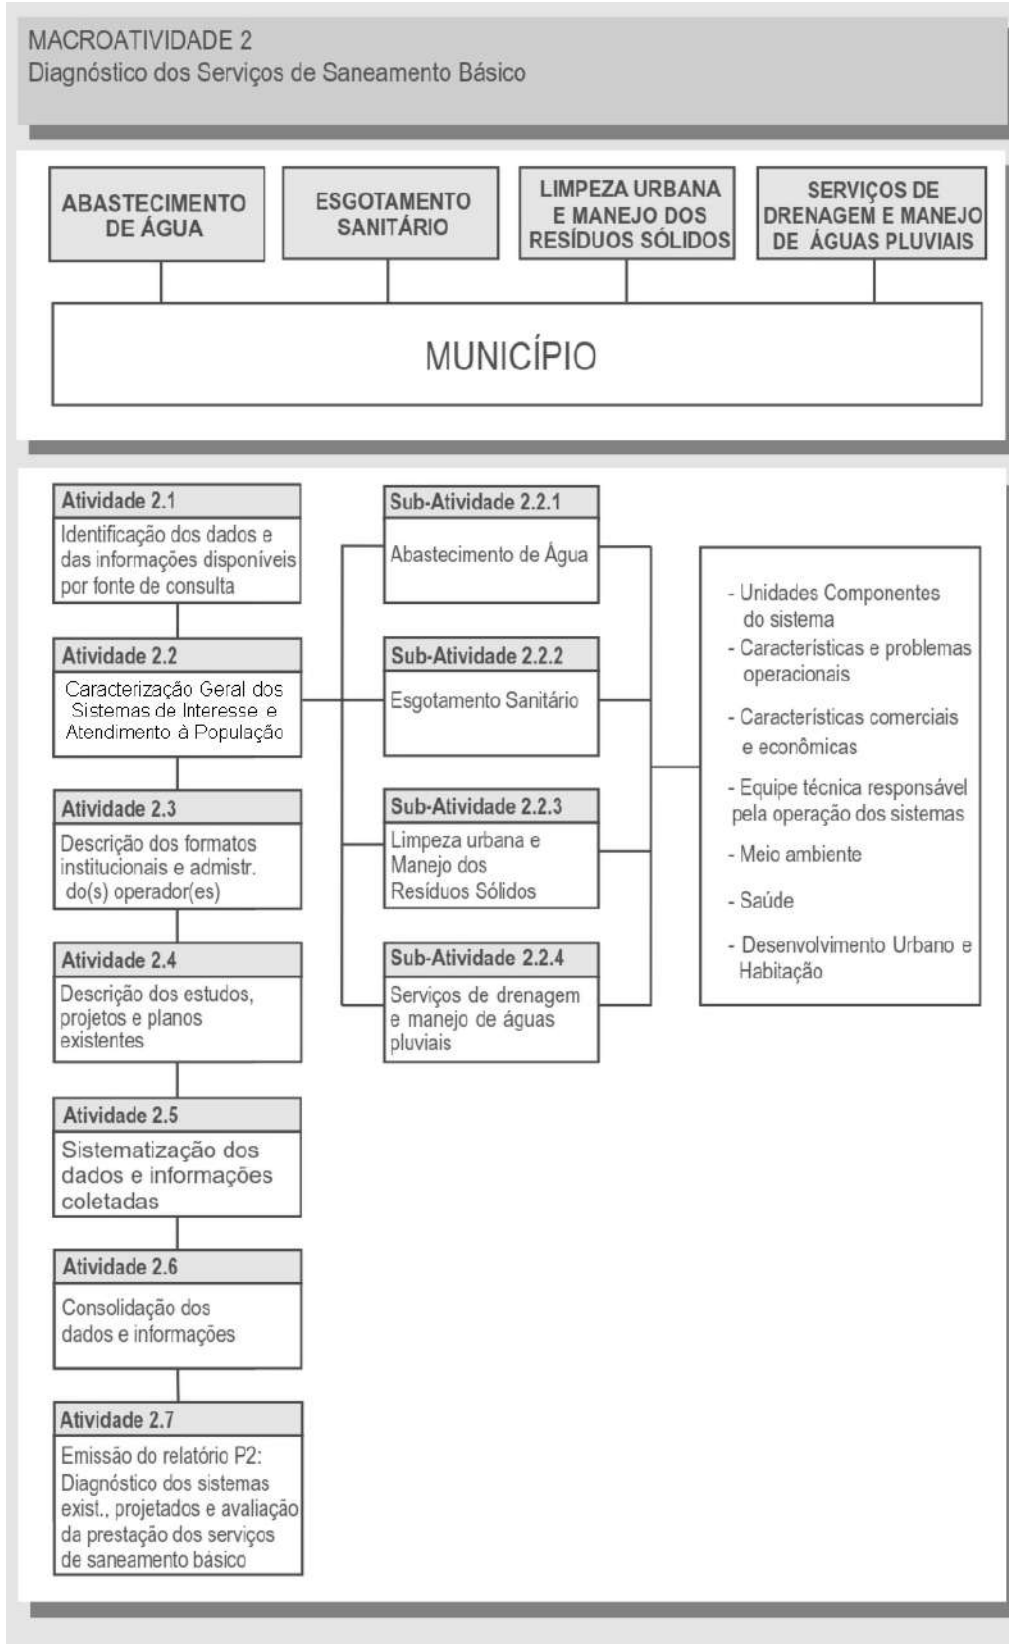 MACROATIVIDADE 2
Diagnóstico dos Serviços de Saneamento Básico
ABASTECIMENTO
DE ÁGUA
ESGOTAMENTO
SANITÁRIO
LIMPEZA URBANA
E MANEJO DOS
RESÍDUOS SÓLIDOS
SERVIÇOS DE
DRENAGEM E MANEJO
DE ÁGUAS PLUVIAIS
MUNICÍPIO
Atividade 2.1
Identificação dos dados e
das informações disponíveis
por fonte de consulta
Atividade 2.2
Caracterização Geral dos
Sistemas de Interesse e
Atendimento à População
Atividade 2.3
Descrição dos formatos
institucionais e admistr.
do(s) operador(es)
Atividade 2.4
Descrição dos estudos,
projetos e planos
existentes
Atividade 2.5
Sistematização dos
dados e informações
coletadas
Atividade 2.6
Consolidação dos
dados e informações
Atividade 2.7
Emissão do relatório P2:
Diagnóstico dos sistemas
exist., projetados e avaliação
da prestação dos serviços
de saneamento básico
Sub-Atividade 2.2.1
Abastecimento de Água
Sub-Atividade 2.2.2
Esgotamento Sanitário
Sub-Atividade 2.2.3
Limpeza urbana e
Manejo dos
Resíduos Sólidos
Sub-Atividade 2.2.4
Serviços de drenagem
e manejo de águas
pluviais
- Unidades Componentes
do sistema
- Características e problemas
operacionais
- Características comerciais
e econômicas
- Equipe técnica responsável
pela operação dos sistemas
- Meio ambiente
- Saúde
- Desenvolvimento Urbano e
Habitação